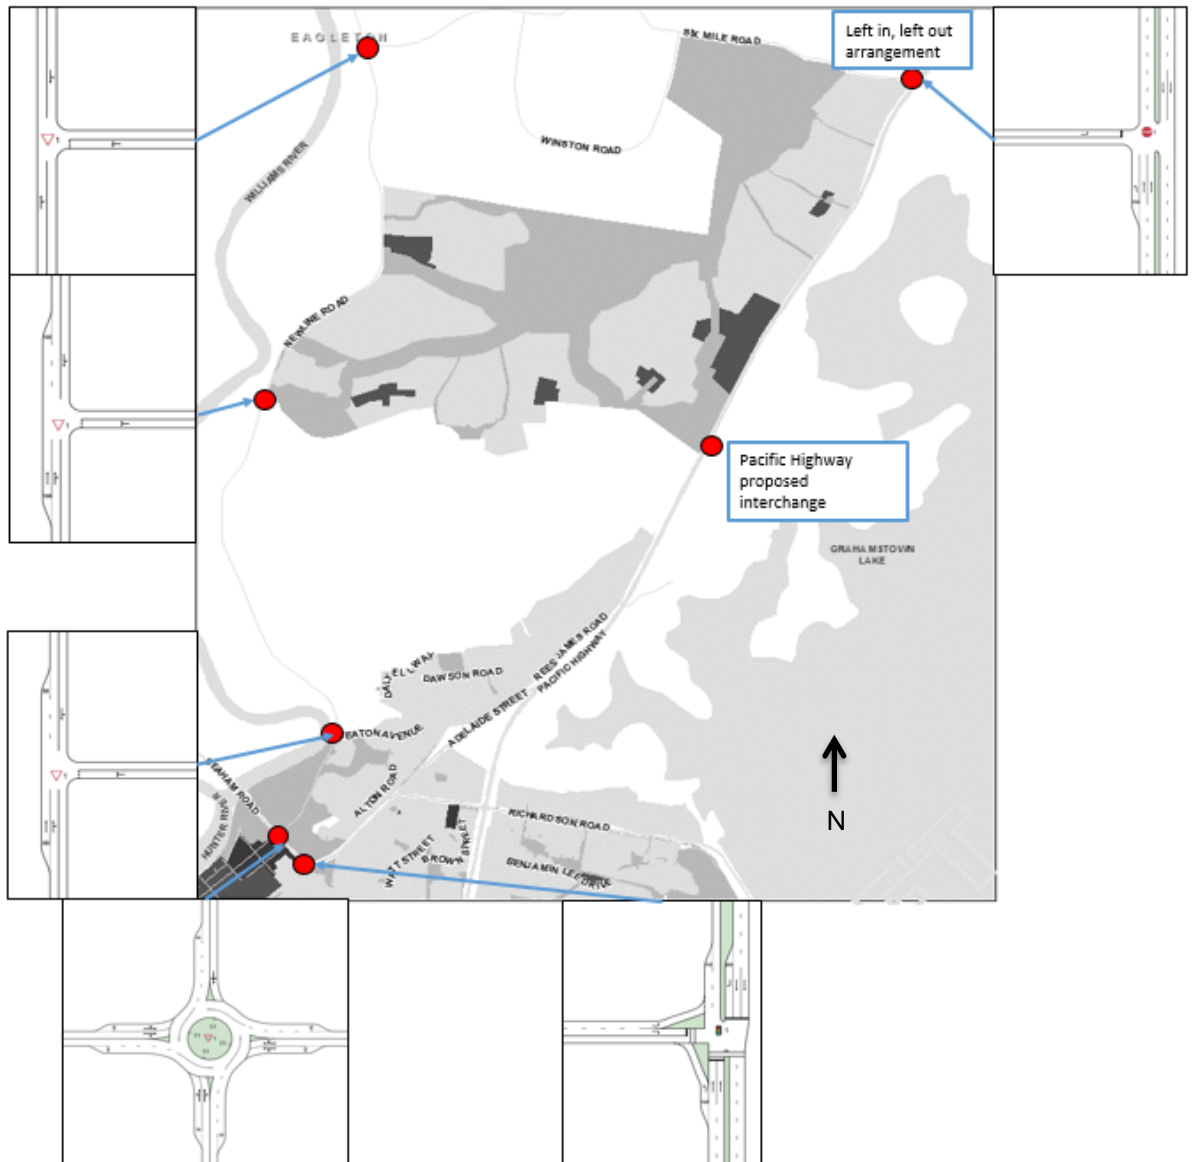 EAGLETON
SIX MILE ROAD
Left in, left out
arrangement
WINSTON ROAD
WILLIAMS RIVER
NEWLINE ROAD
Pacific Highway
proposed
interchange
GRAHAMSTOWN
LAKE
REES JAMES ROAD
PACIFIC HIGHWAY
DAWSON ROAD
ADELAIDE STREET
EATON AVENUE
ALTON ROAD
HUNTER RIVER
RICHARDSON ROAD
WATT STREET
BROWN STREET
BENJAMIN LEE DRIVE
N